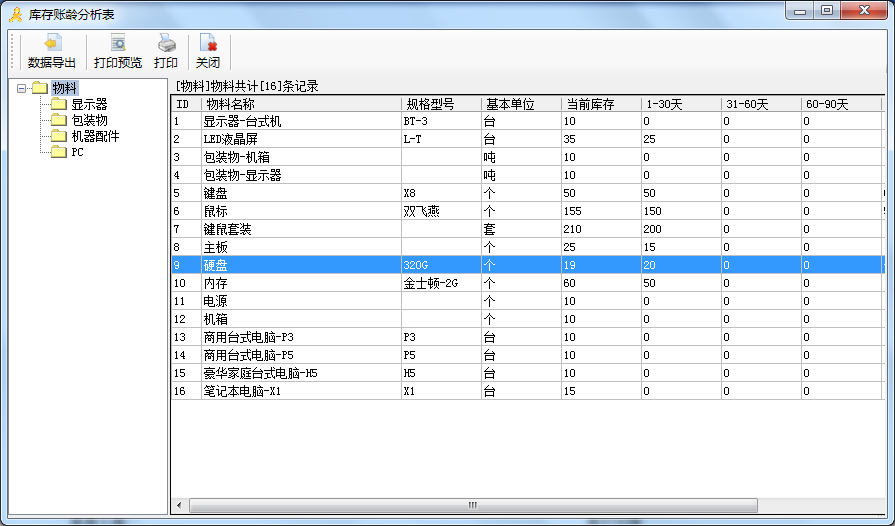 库存账龄分析表
数据导出 打印预览 打印 关闭
物料
显示器
包装物
机器配件
PC
[物料]物料共计[16]条记录
ID 物料名称 规格型号 基本单位 当前库存 1-30天 31-60天 60-90天
1 显示器-台式机 BT-3 台 10 0 0 0
2 LED液晶屏 L-T 台 35 25 0 0
3 包装物-机箱 吨 10 0 0 0
4 包装物-显示器 吨 10 0 0 0
5 键盘 X8 个 50 50 0 0
6 鼠标 双飞燕 个 155 150 0 0
7 键鼠套装 套 210 200 0 0
8 主板 个 25 15 0 0
9 硬盘 320G 个 19 20 0 0
10 内存 金士顿-2G 个 60 50 0 0
11 电源 个 10 0 0 0
12 机箱 个 10 0 0 0
13 商用台式电脑-P3 P3 台 10 0 0 0
14 商用台式电脑-P5 P5 台 10 0 0 0
15 豪华家庭台式电脑-H5 H5 台 10 0 0 0
16 笔记本电脑-X1 X1 台 15 0 0 0